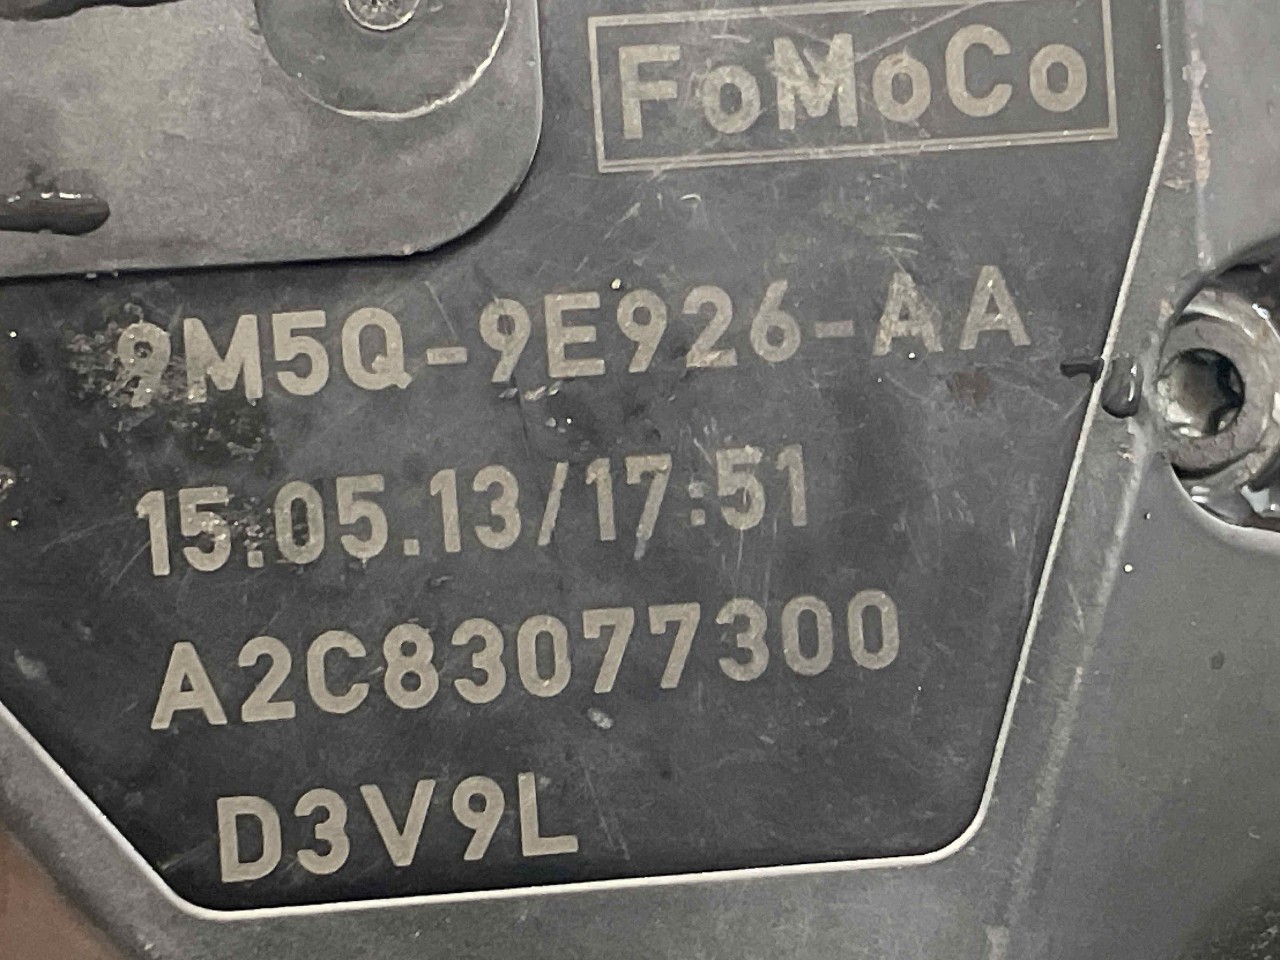 FoMoCo
9M5Q-9E926-AA
15.05.13/17:51
A2C83077300
D3V9L